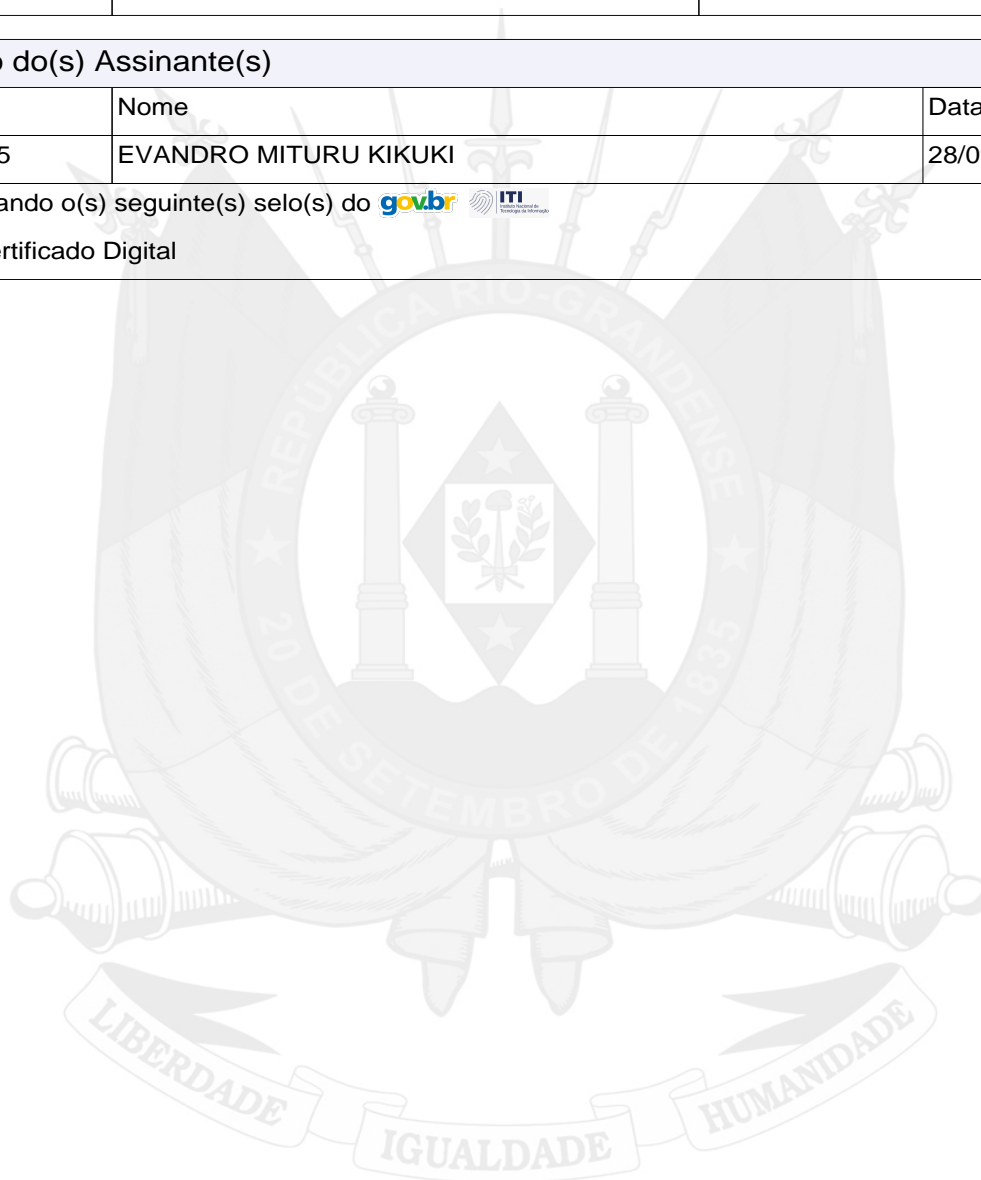 o do(s) Assinante(s)
Nome Data
5 EVANDRO MITURU KIKUKI 28/0
ando o(s) seguinte(s) selo(s) do gov.br ITI
rtificado Digital
REPÚBLICA RIO-GRANDENSE
20 DE SETEMBRO DE 1835
LIBERDADE IGUALDADE HUMANIDADE